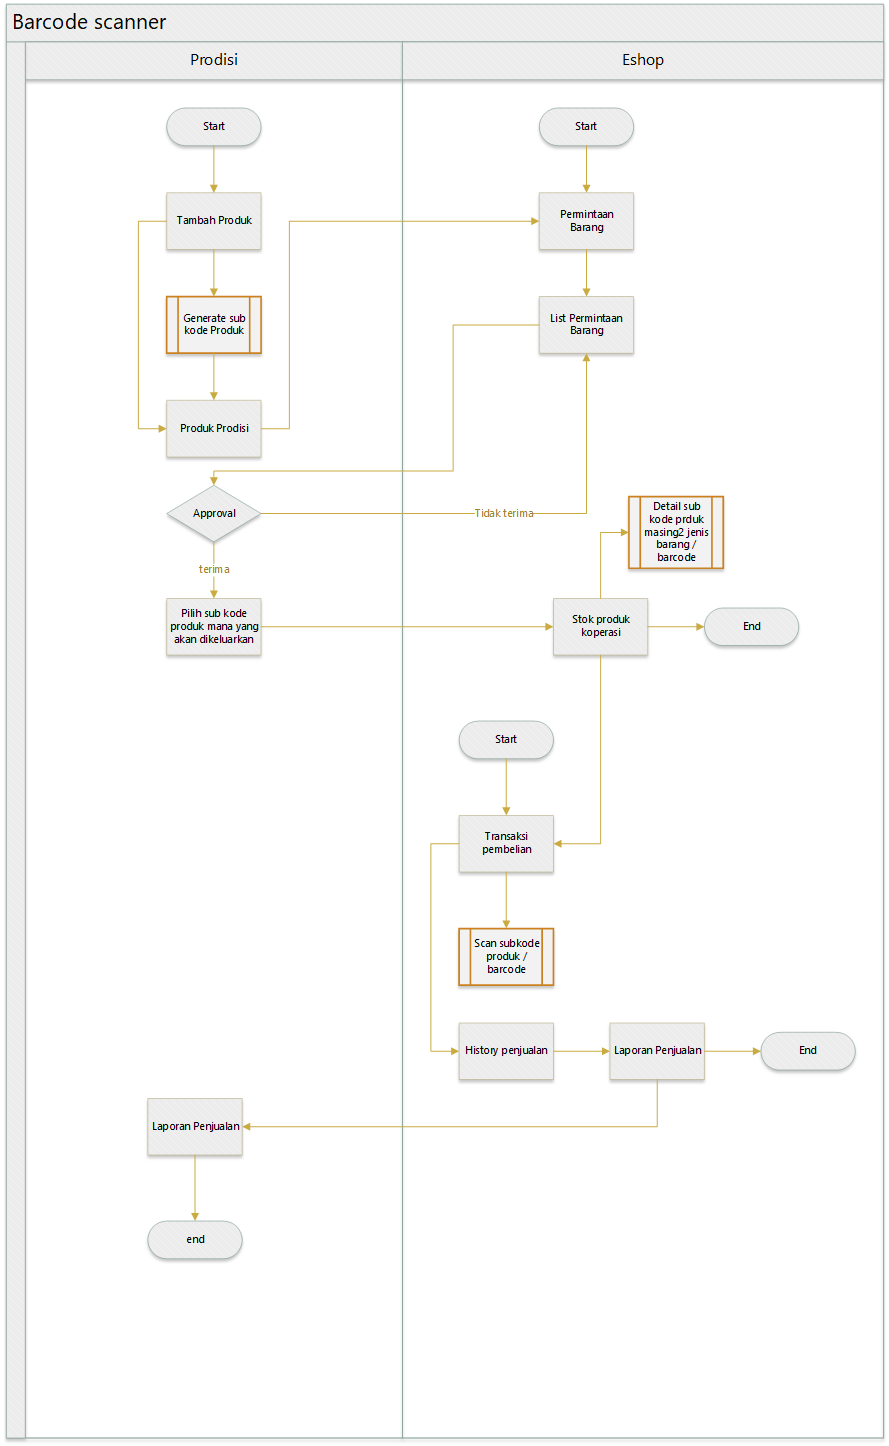 Barcode scanner
Prodisi
Eshop
Start
Start
Tambah Produk
Permintaan
Barang
Generate sub
kode Produk
List Permintaan
Barang
Produk Prodisi
Approval
Tidak terima
Detail sub
kode prduk
masing2 jenis
barang /
barcode
terima
Pilih sub kode
produk mana yang
akan dikeluarkan
Stok produk
koperasi
End
Start
Transaksi
pembelian
Scan subkode
produk /
barcode
History penjualan
Laporan Penjualan
End
Laporan Penjualan
end